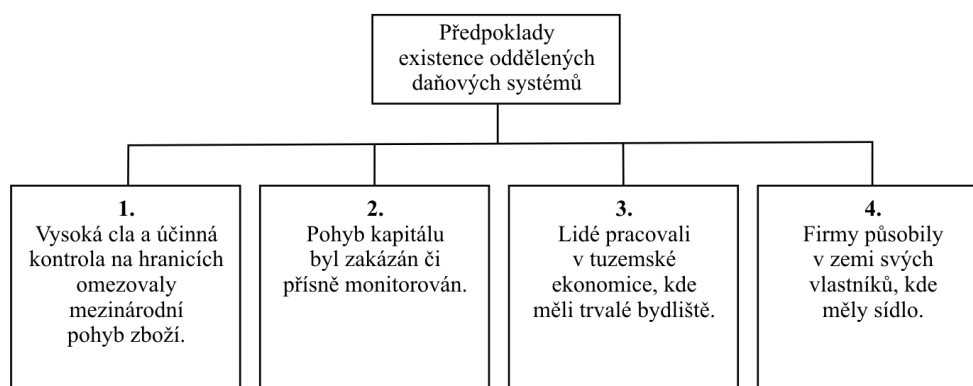 Předpoklady
existence oddělených
daňových systémů
1.
Vysoká cla a účinná
kontrola na hranicích
omezovaly
mezinárodní
pohyb zboží.
2.
Pohyb kapitálu
byl zakázán či
přísně monitorován.
3.
Lidé pracovali
v tuzemské
ekonomice, kde
měli trvalé bydliště.
4.
Firmy působily
v zemi svých
vlastníků, kde
měly sídlo.